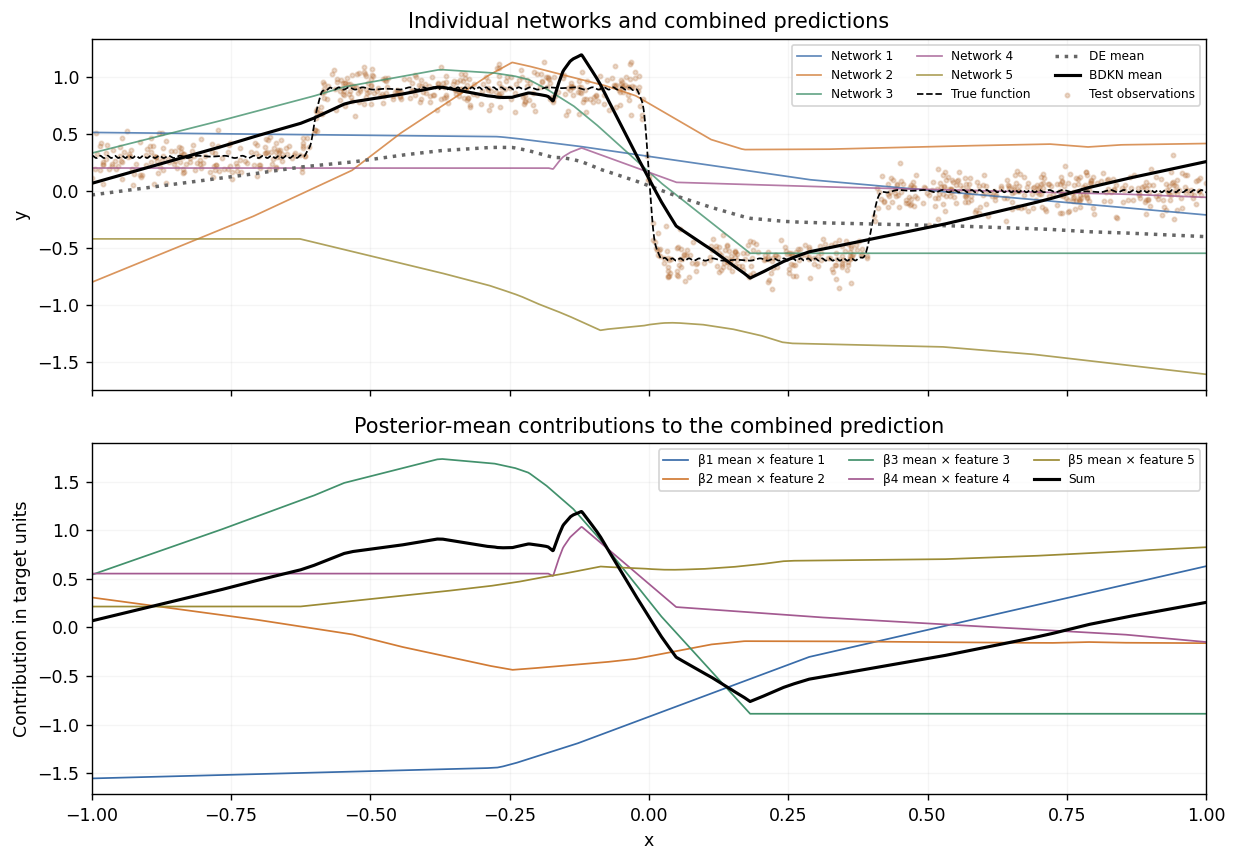 Individual networks and combined predictions
Network 1
Network 2
Network 3
Network 4
Network 5
True function
DE mean
BDKN mean
Test observations
1.0
0.5
0.0
−0.5
−1.0
−1.5
y
Posterior-mean contributions to the combined prediction
β1 mean × feature 1
β2 mean × feature 2
β3 mean × feature 3
β4 mean × feature 4
β5 mean × feature 5
Sum
1.5
1.0
0.5
0.0
−0.5
−1.0
−1.5
Contribution in target units
−1.00 −0.75 −0.50 −0.25 0.00 0.25 0.50 0.75 1.00
x